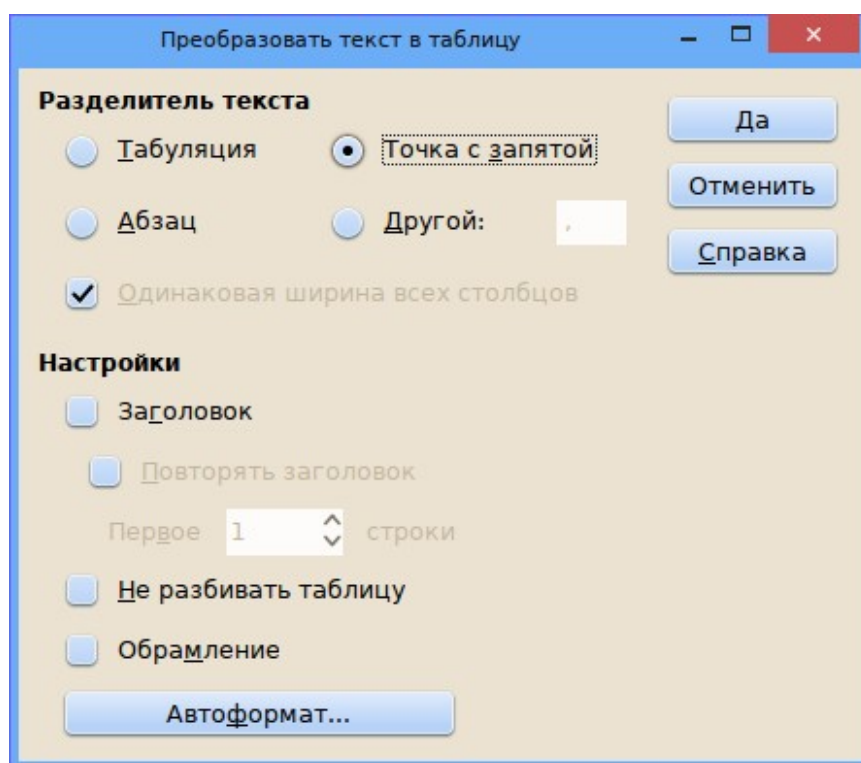 Преобразовать текст в таблицу
Разделитель текста
Да
Табуляция Точка с запятой
Отменить
Абзац Другой: ,
Справка
Одинаковая ширина всех столбцов
Настройки
Заголовок
Повторять заголовок
Первое 1 строки
Не разбивать таблицу
Обрамление
Автоформат...